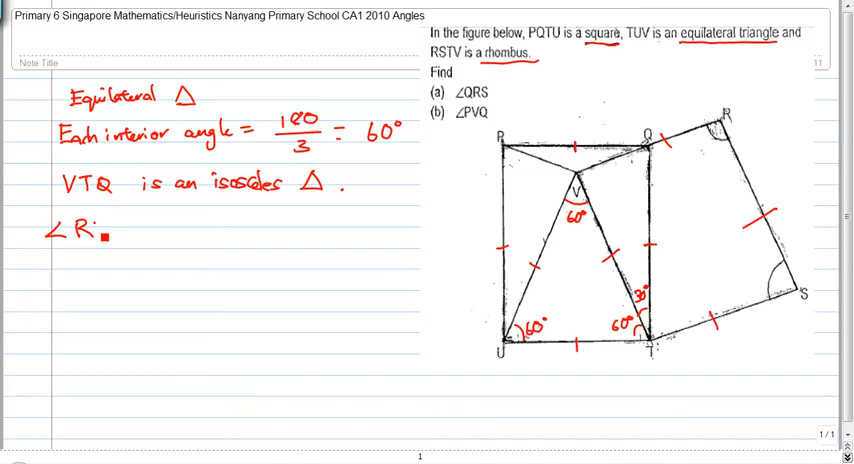 Primary 6 Singapore Mathematics/Heuristics Nanyang Primary School CA1 2010 Angles
Note Title
11
In the figure below, PQTU is a square, TUV is an equilateral triangle and
RSTV is a rhombus.
Find
(a) ∠QRS
(b) ∠PVQ
Equilateral Δ
Each interior angle = 180/3 = 60°
VTQ is an isosceles Δ.
∠R
P
Q
R
V
60°
S
30°
60°
60°
U
T
1/1
1